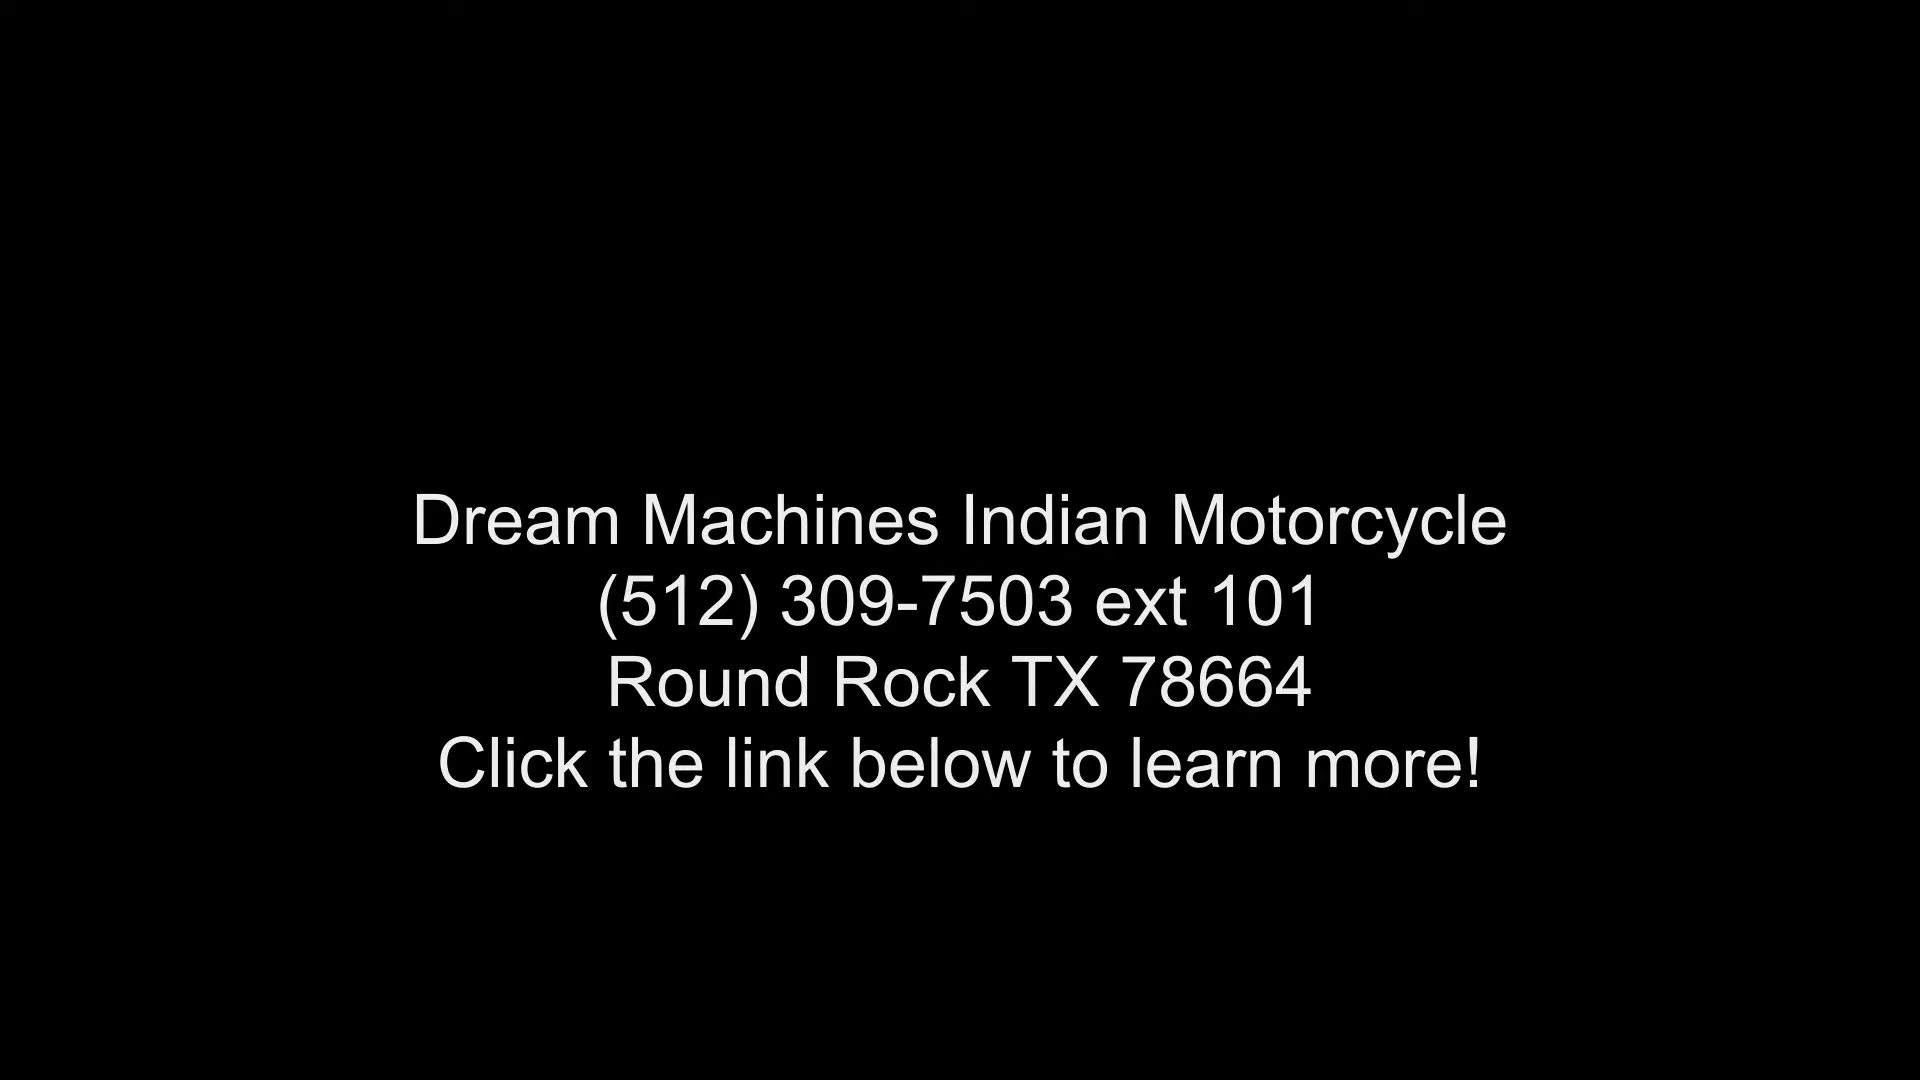 Dream Machines Indian Motorcycle
(512) 309-7503 ext 101
Round Rock TX 78664
Click the link below to learn more!